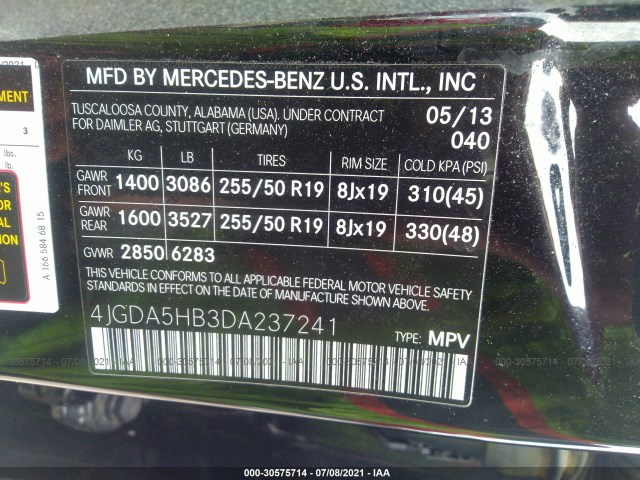 MFD BY MERCEDES-BENZ U.S. INTL., INC
TUSCALOOSA COUNTY, ALABAMA (USA). UNDER CONTRACT
FOR DAIMLER AG, STUTTGART (GERMANY)
05/13
040
KG LB TIRES RIM SIZE COLD KPA (PSI)
GAWR FRONT 1400 3086 255/50 R19 8Jx19 310(45)
GAWR REAR 1600 3527 255/50 R19 8Jx19 330(48)
GVWR 2850 6283
THIS VEHICLE CONFORMS TO ALL APPLICABLE FEDERAL MOTOR VEHICLE SAFETY
STANDARDS IN EFFECT ON THE DATE OF MANUFACTURE SHOWN ABOVE.
4JGDA5HB3DA237241
TYPE: MPV
3
lbs.
A 166 584 68 15
000-30575714 - 07/08/2021 - IAA